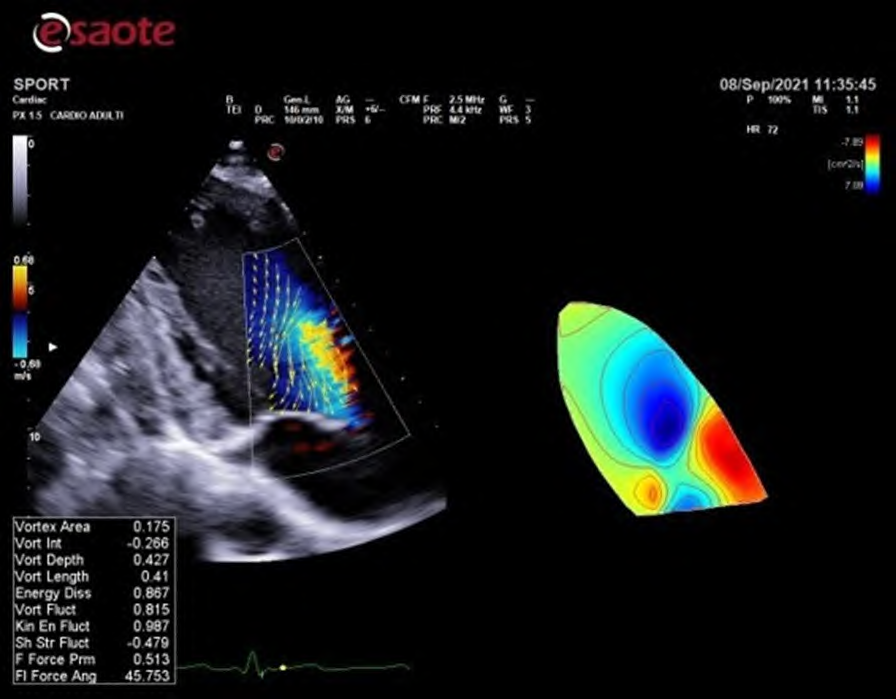 esaote
SPORT
Cardiac
PX 1.5 CARDIO ADULTI
B Gen.L AG — CFM F 2.5 MHz G —
TEI D 146 mm X/M +6/— PRF 4.4 kHz WF 3
PRC 10/0/2/10 PRS 6 PRC M/2 PRS 5
08/Sep/2021 11:35:45
P 100% MI 1.1
TIS 1.1
HR 72
0
-7.89
[cm2/s]
7.89
0.68
-0.68
m/s
10
Vortex Area 0.175
Vort Int -0.266
Vort Depth 0.427
Vort Length 0.41
Energy Diss 0.867
Vort Fluct 0.815
Kin En Fluct 0.987
Sh Str Fluct -0.479
F Force Prm 0.513
Fl Force Ang 45.753